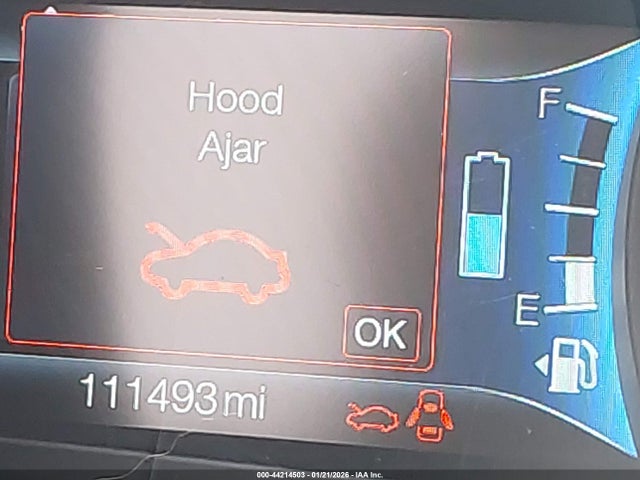 Hood
Ajar
F
E
OK
111493 mi
000-44214503 - 01/21/2026 - IAA Inc.